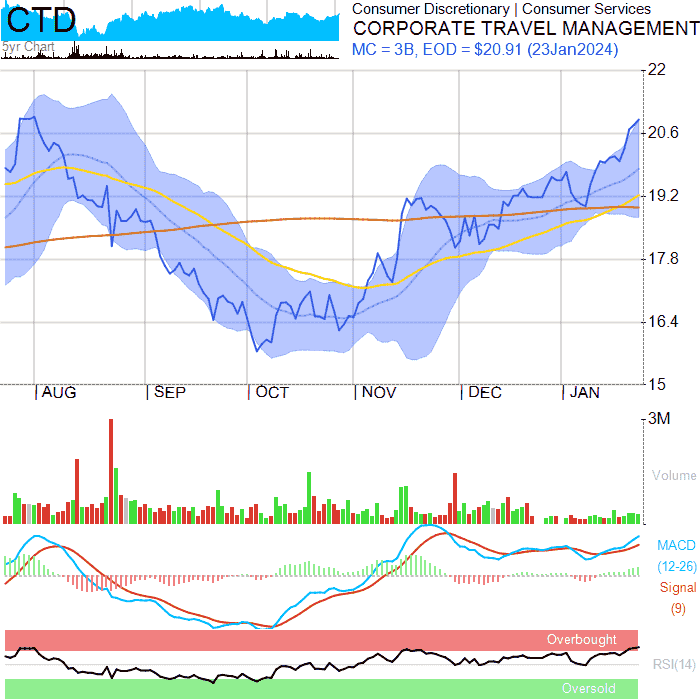 CTD
5yr Chart
Consumer Discretionary | Consumer Services
CORPORATE TRAVEL MANAGEMENT
MC = 3B, EOD = $20.91 (23Jan2024)
22
20.6
19.2
17.8
16.4
15
AUG SEP OCT NOV DEC JAN
3M
Volume
MACD
(12-26)
Signal
(9)
Overbought
RSI(14)
Oversold